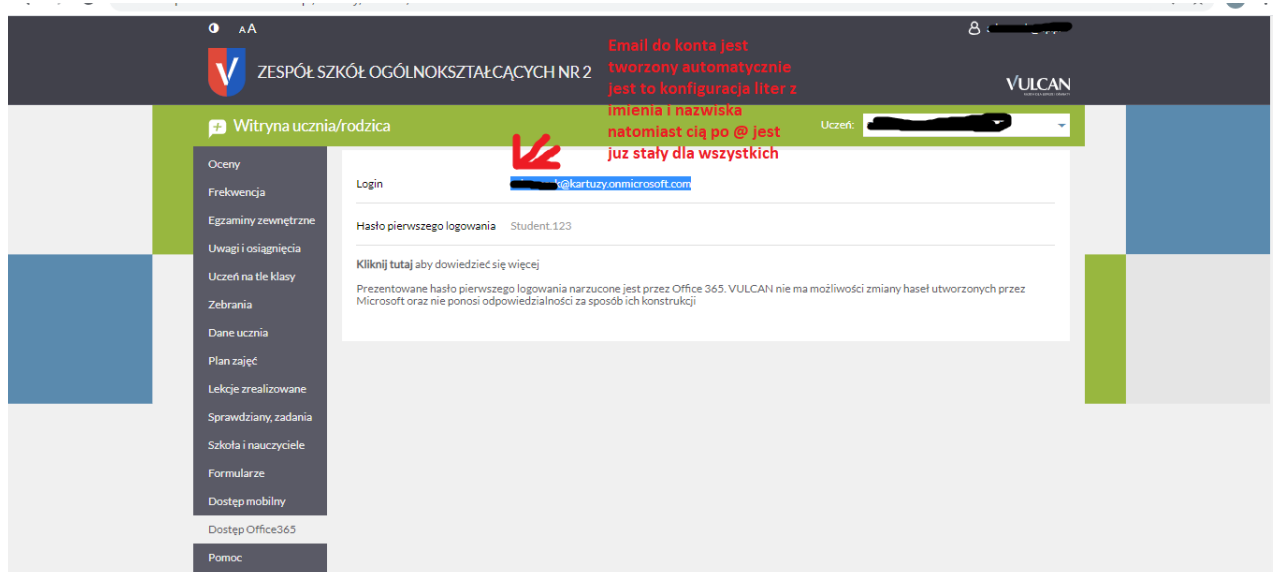 AA
ZESPÓŁ SZKÓŁ OGÓLNOKSZTAŁCĄCYCH NR 2
Email do konta jest
tworzony automatycznie
jest to konfiguracja liter z
imienia i nazwiska
natomiast cią po @ jest
juz stały dla wszystkich
VULCAN
Witryna ucznia/rodzica
Uczeń:
Oceny
Frekwencja
Egzaminy zewnętrzne
Uwagi i osiągnięcia
Uczeń na tle klasy
Zebrania
Dane ucznia
Plan zajęć
Lekcje zrealizowane
Sprawdziany, zadania
Szkoła i nauczyciele
Formularze
Dostęp mobilny
Dostęp Office365
Pomoc
Login
@kartuzy.onmicrosoft.com
Hasło pierwszego logowania Student.123
Kliknij tutaj aby dowiedzieć się więcej
Prezentowane hasło pierwszego logowania narzucone jest przez Office 365. VULCAN nie ma możliwości zmiany haseł utworzonych przez
Microsoft oraz nie ponosi odpowiedzialności za sposób ich konstrukcji